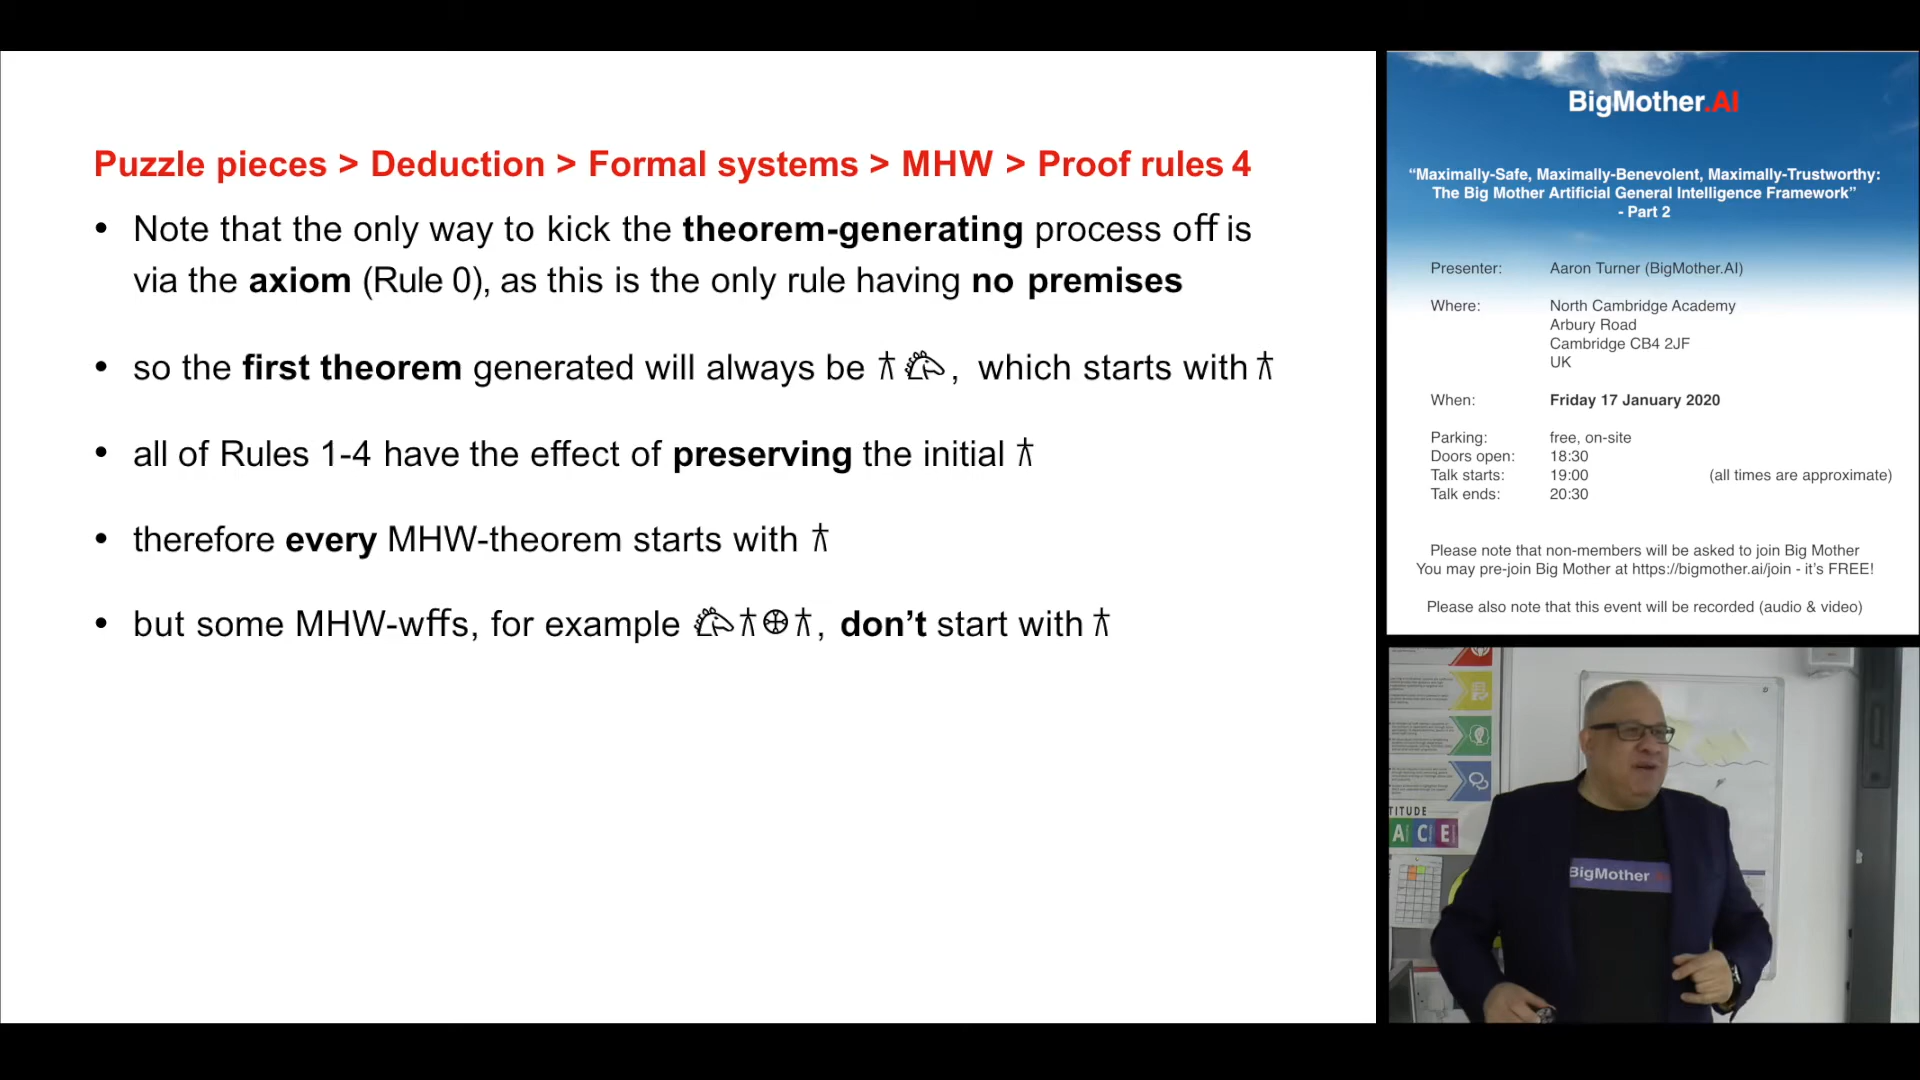 Puzzle pieces > Deduction > Formal systems > MHW > Proof rules 4
• Note that the only way to kick the theorem-generating process off is
via the axiom (Rule 0), as this is the only rule having no premises
• so the first theorem generated will always be , which starts with
• all of Rules 1-4 have the effect of preserving the initial
• therefore every MHW-theorem starts with
• but some MHW-wffs, for example , don't start with
BigMother.AI
“Maximally-Safe, Maximally-Benevolent, Maximally-Trustworthy:
The Big Mother Artificial General Intelligence Framework”
- Part 2
Presenter: Aaron Turner (BigMother.AI)
Where: North Cambridge Academy
Arbury Road
Cambridge CB4 2JF
UK
When: Friday 17 January 2020
Parking: free, on-site
Doors open: 18:30
Talk starts: 19:00 (all times are approximate)
Talk ends: 20:30
Please note that non-members will be asked to join Big Mother
You may pre-join Big Mother at https://bigmother.ai/join - it's FREE!
Please also note that this event will be recorded (audio & video)
TITUDE
ACE
BigMother